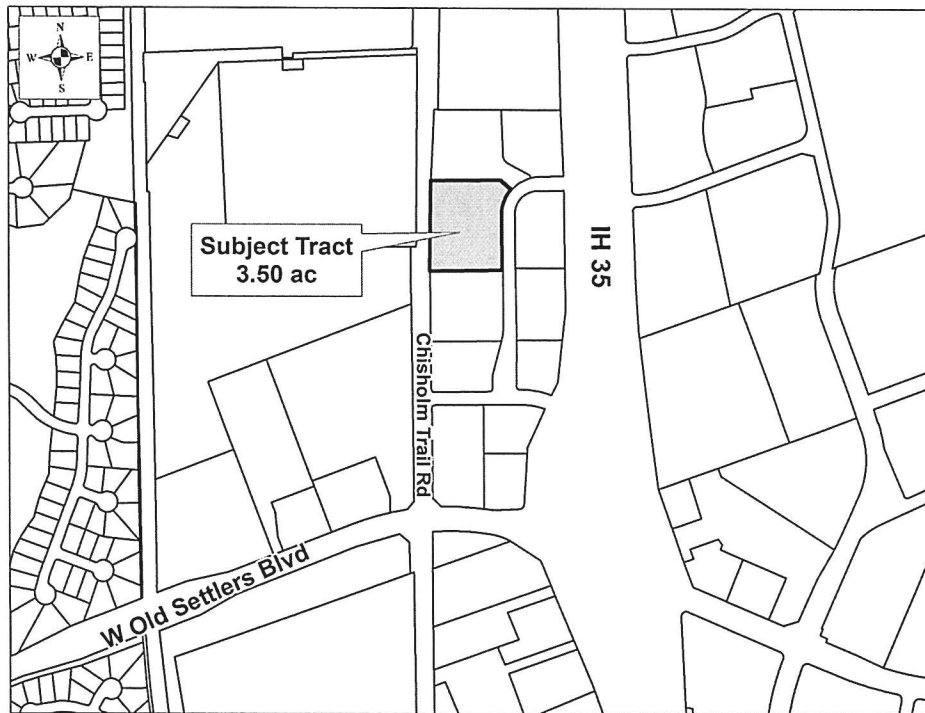 N
W E
S
Subject Tract
3.50 ac
IH 35
Chisholm Trail Rd
W Old Settlers Blvd